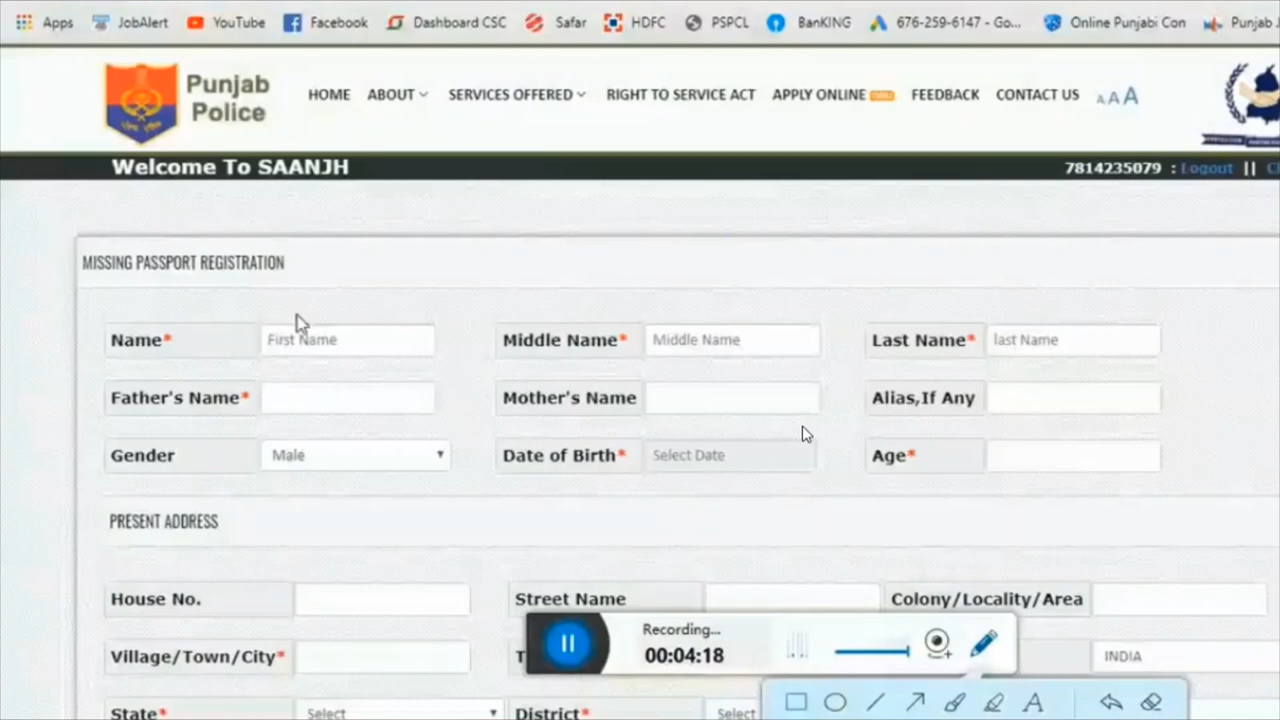 Apps JobAlert YouTube Facebook Dashboard CSC Safar HDFC PSPCL BanKING 676-259-6147 - Go... Online Punjabi Con Punjab
Punjab
Police
HOME ABOUT SERVICES OFFERED RIGHT TO SERVICE ACT APPLY ONLINE FEEDBACK CONTACT US A A A
Welcome To SAANJH 7814235079 : Logout ||
MISSING PASSPORT REGISTRATION
Name* First Name Middle Name* Middle Name Last Name* last Name
Father's Name* Mother's Name Alias,If Any
Gender Male Date of Birth* Select Date Age*
PRESENT ADDRESS
House No. Street Name Colony/Locality/Area
Recording...
00:04:18
Village/Town/City* T INDIA
State* Select District* Select
A